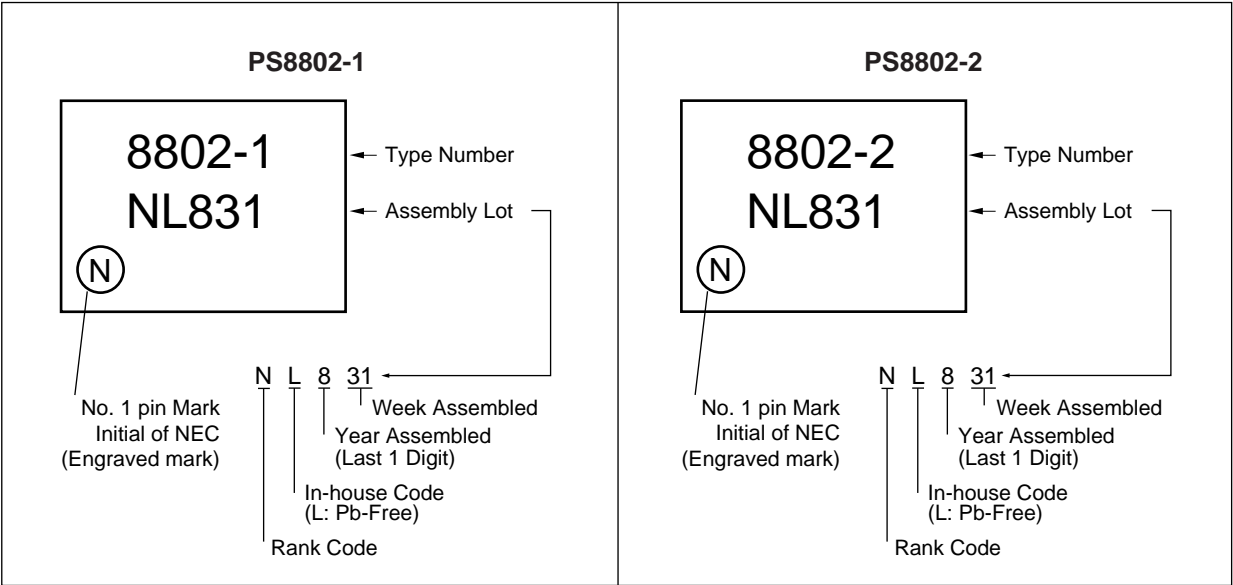 PS8802-1
8802-1
Type Number
NL831
Assembly Lot
N
N L 8 31
No. 1 pin Mark
Initial of NEC
(Engraved mark)
Week Assembled
Year Assembled
(Last 1 Digit)
In-house Code
(L: Pb-Free)
Rank Code
PS8802-2
8802-2
Type Number
NL831
Assembly Lot
N
N L 8 31
No. 1 pin Mark
Initial of NEC
(Engraved mark)
Week Assembled
Year Assembled
(Last 1 Digit)
In-house Code
(L: Pb-Free)
Rank Code